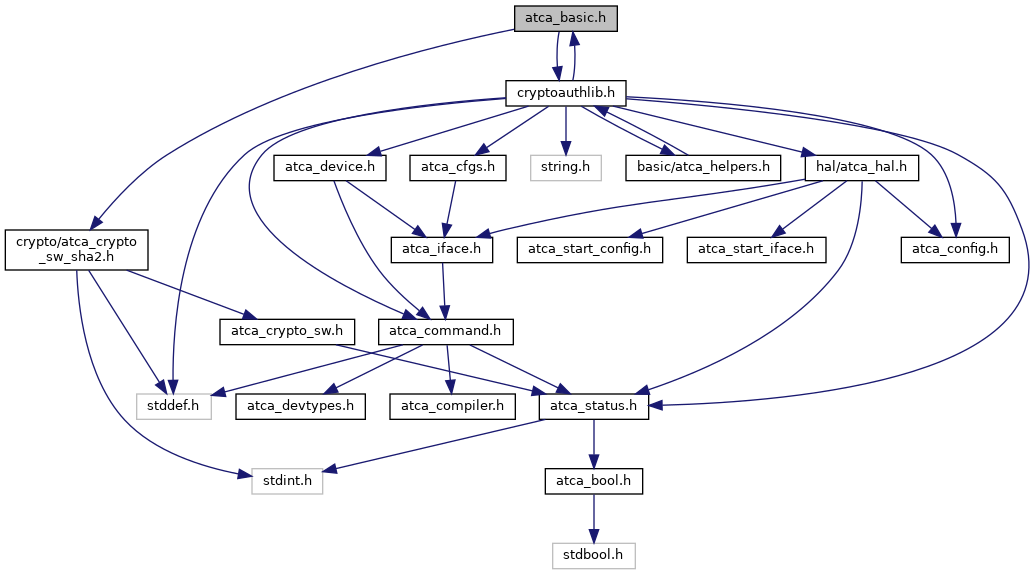 atca_basic.h
cryptoauthlib.h
atca_device.h
atca_cfgs.h
string.h
basic/atca_helpers.h
hal/atca_hal.h
crypto/atca_crypto
_sw_sha2.h
atca_iface.h
atca_start_config.h
atca_start_iface.h
atca_config.h
atca_crypto_sw.h
atca_command.h
stddef.h
atca_devtypes.h
atca_compiler.h
atca_status.h
stdint.h
atca_bool.h
stdbool.h